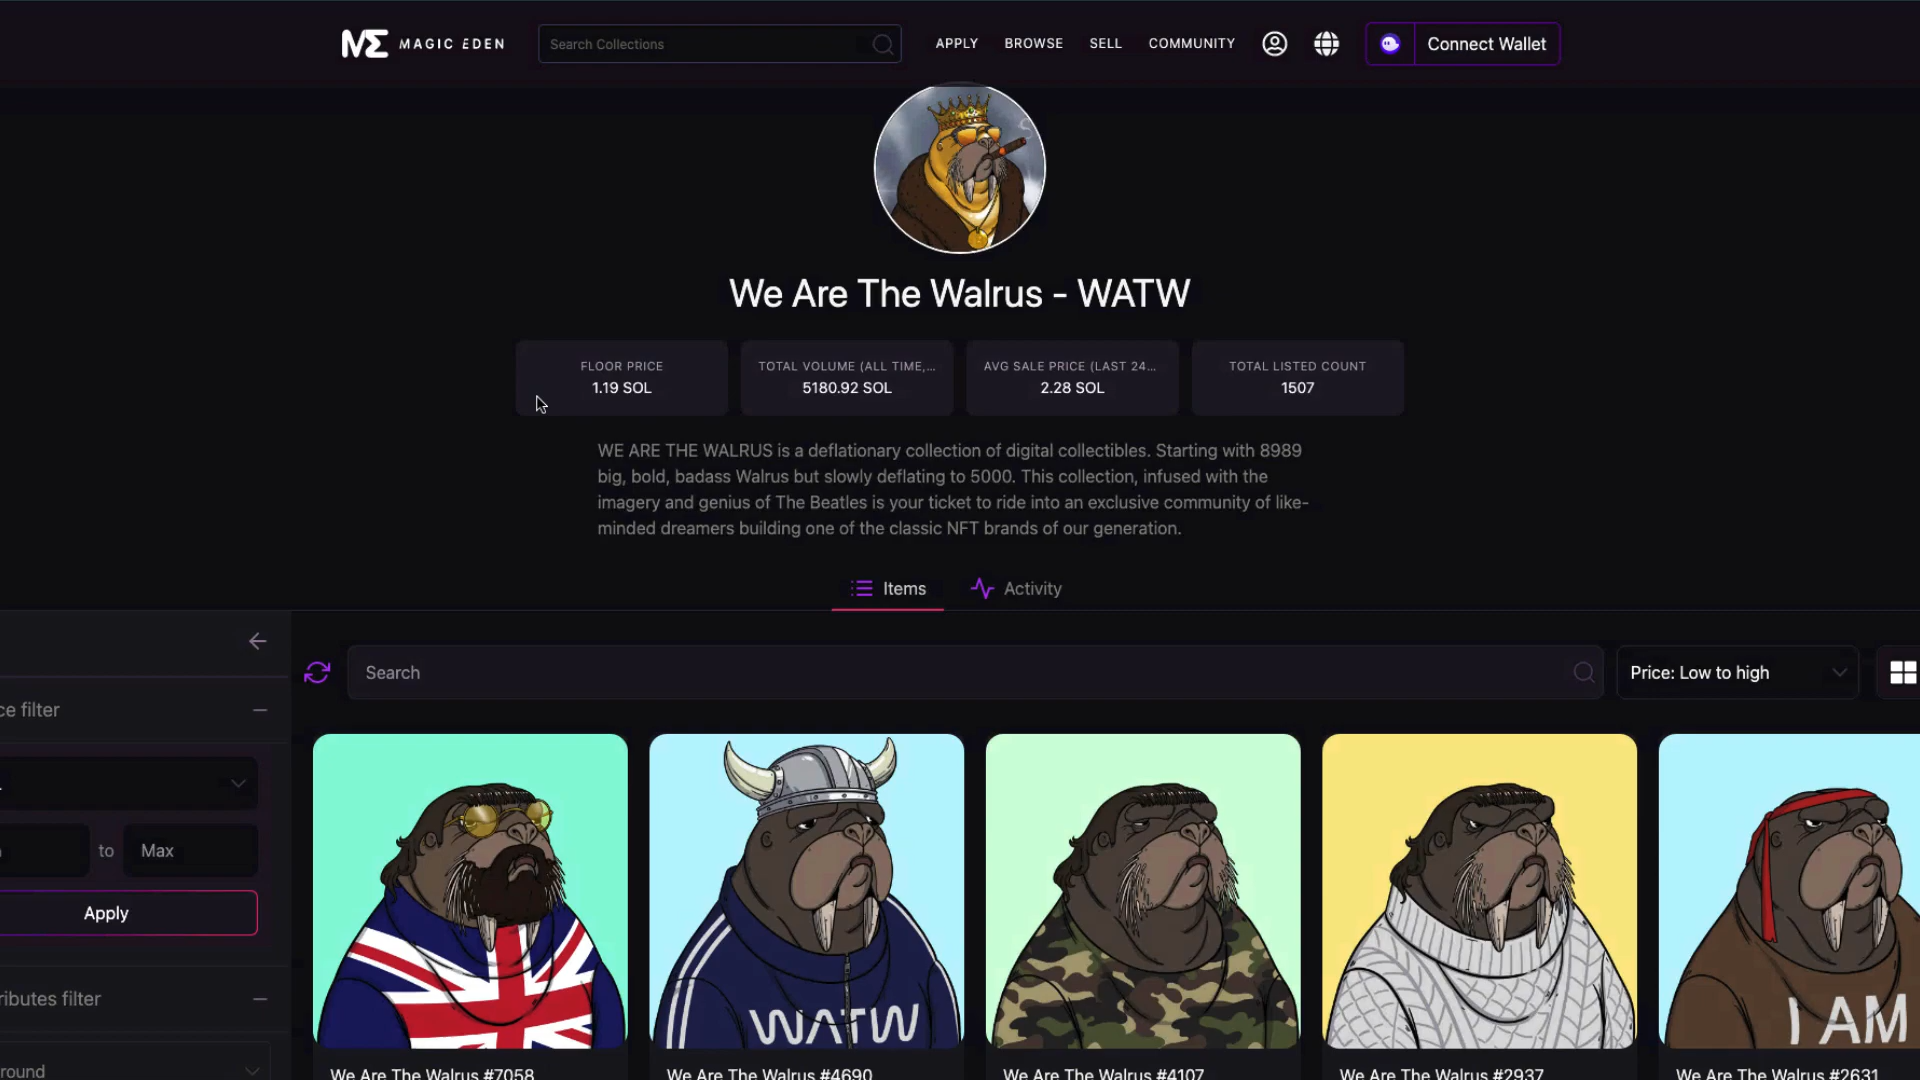 MAGIC EDEN
Search Collections
APPLY
BROWSE
SELL
COMMUNITY
Connect Wallet
We Are The Walrus - WATW
FLOOR PRICE
1.19 SOL
TOTAL VOLUME (ALL TIME,...
5180.92 SOL
AVG SALE PRICE (LAST 24...
2.28 SOL
TOTAL LISTED COUNT
1507
WE ARE THE WALRUS is a deflationary collection of digital collectibles. Starting with 8989
big, bold, badass Walrus but slowly deflating to 5000. This collection, infused with the
imagery and genius of The Beatles is your ticket to ride into an exclusive community of like-
minded dreamers building one of the classic NFT brands of our generation.
Items
Activity
Search
Price: Low to high
ce filter
to
Max
Apply
ributes filter
round
WATW
I AM
We Are The Walrus #7058
We Are The Walrus #4690
We Are The Walrus #4107
We Are The Walrus #2937
We Are The Walrus #2631